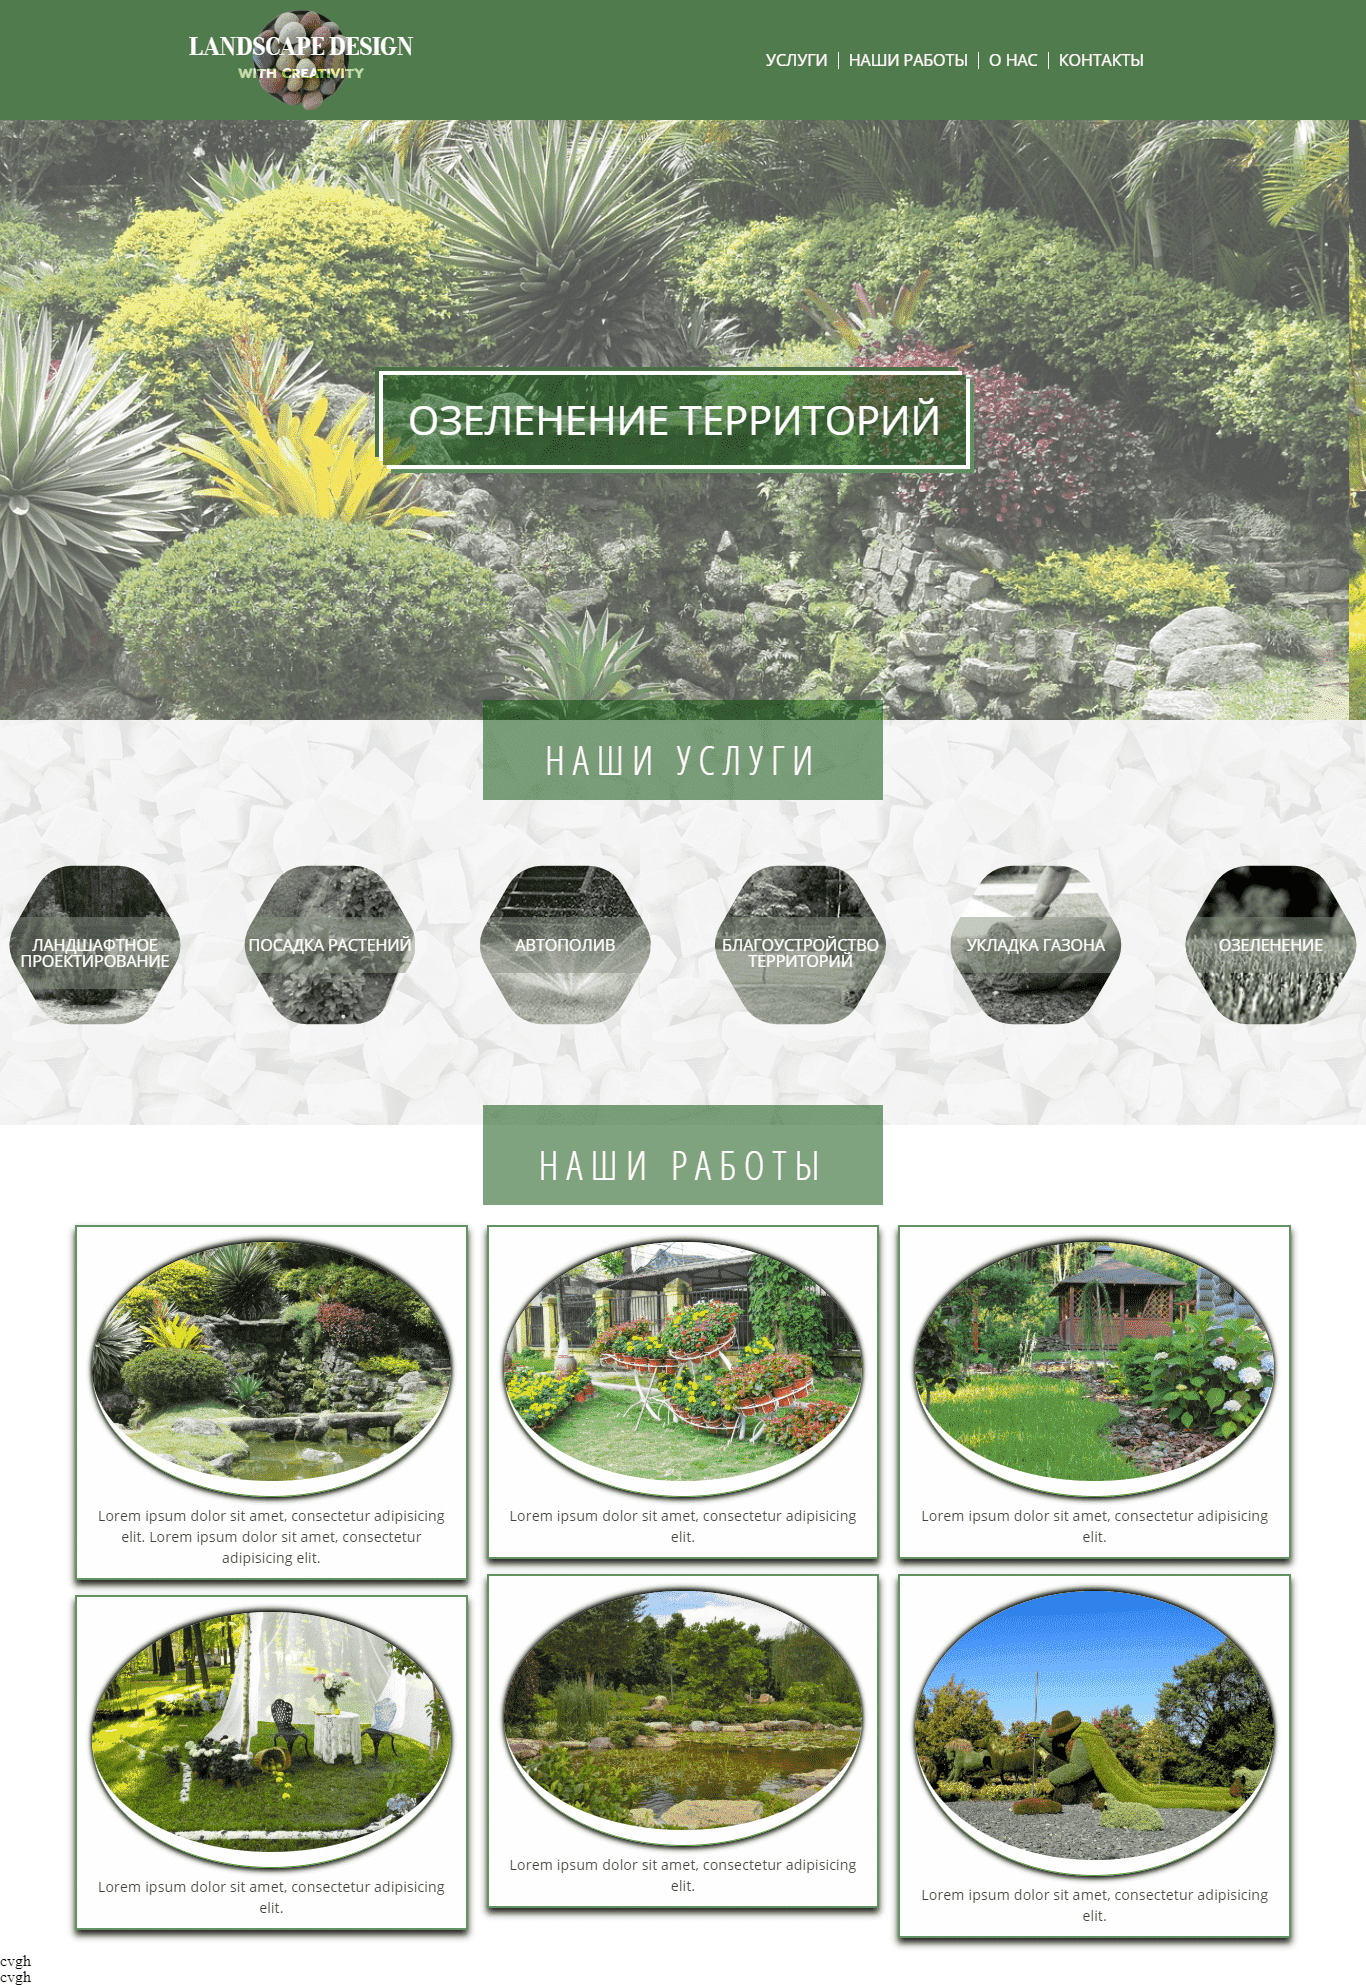 LANDSCAPE DESIGN
WITH CREATIVITY
УСЛУГИ
НАШИ РАБОТЫ
О НАС
КОНТАКТЫ
ОЗЕЛЕНЕНИЕ ТЕРРИТОРИЙ
НАШИ УСЛУГИ
ЛАНДШАФТНОЕ
ПРОЕКТИРОВАНИЕ
ПОСАДКА РАСТЕНИЙ
АВТОПОЛИВ
БЛАГОУСТРОЙСТВО
ТЕРРИТОРИЙ
УКЛАДКА ГАЗОНА
ОЗЕЛЕНЕНИЕ
НАШИ РАБОТЫ
Lorem ipsum dolor sit amet, consectetur adipisicing
elit. Lorem ipsum dolor sit amet, consectetur
adipisicing elit.
Lorem ipsum dolor sit amet, consectetur adipisicing
elit.
Lorem ipsum dolor sit amet, consectetur adipisicing
elit.
Lorem ipsum dolor sit amet, consectetur adipisicing
elit.
Lorem ipsum dolor sit amet, consectetur adipisicing
elit.
Lorem ipsum dolor sit amet, consectetur adipisicing
elit.
cvgh
cvgh